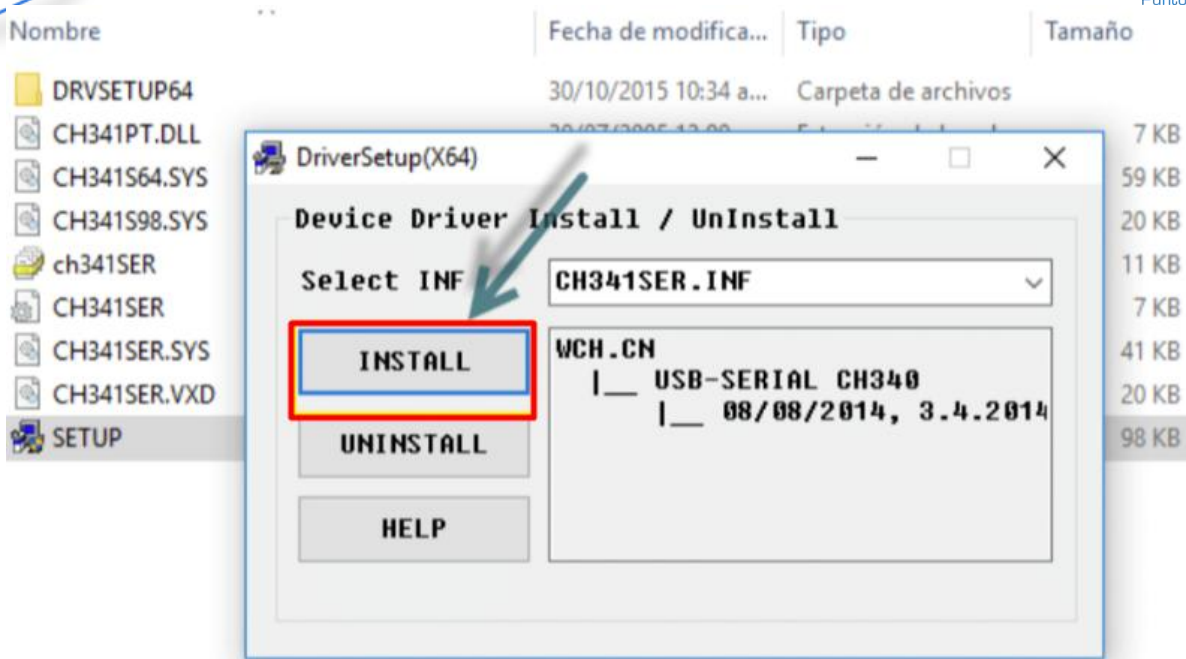 Nombre Fecha de modifica... Tipo Tamaño
DRVSETUP64 30/10/2015 10:34 a... Carpeta de archivos
CH341PT.DLL 7 KB
CH341S64.SYS 59 KB
CH341S98.SYS 20 KB
ch341SER 11 KB
CH341SER 7 KB
CH341SER.SYS 41 KB
CH341SER.VXD 20 KB
SETUP 98 KB
DriverSetup(X64)
Device Driver Install / UnInstall
Select INF CH341SER.INF
INSTALL
UNINSTALL
HELP
WCH.CN
|__ USB-SERIAL CH340
|__ 08/08/2014, 3.4.2014